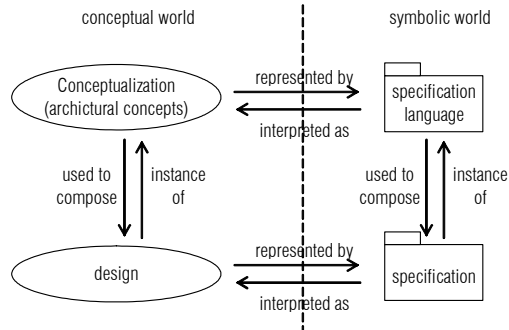 conceptual world
symbolic world
Conceptualization
(archictural concepts)
represented by
interpreted as
specification
language
used to
compose
instance
of
used to
compose
instance
of
design
represented by
interpreted as
specification